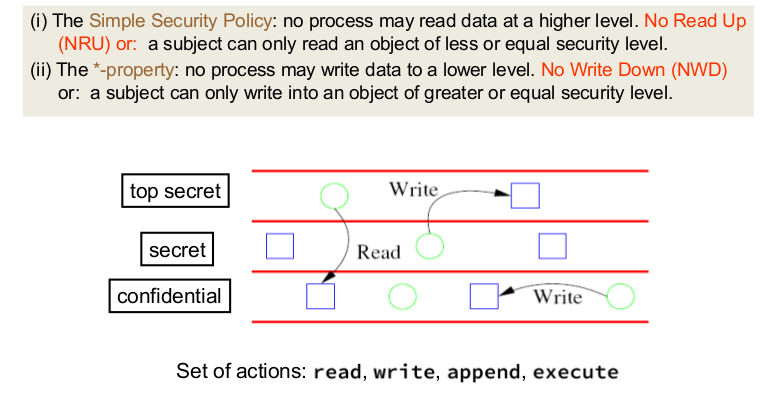 (i) The Simple Security Policy: no process may read data at a higher level. No Read Up
(NRU) or: a subject can only read an object of less or equal security level.
(ii) The *-property: no process may write data to a lower level. No Write Down (NWD)
or: a subject can only write into an object of greater or equal security level.
top secret
Write
secret
Read
confidential
Write
Set of actions: read, write, append, execute